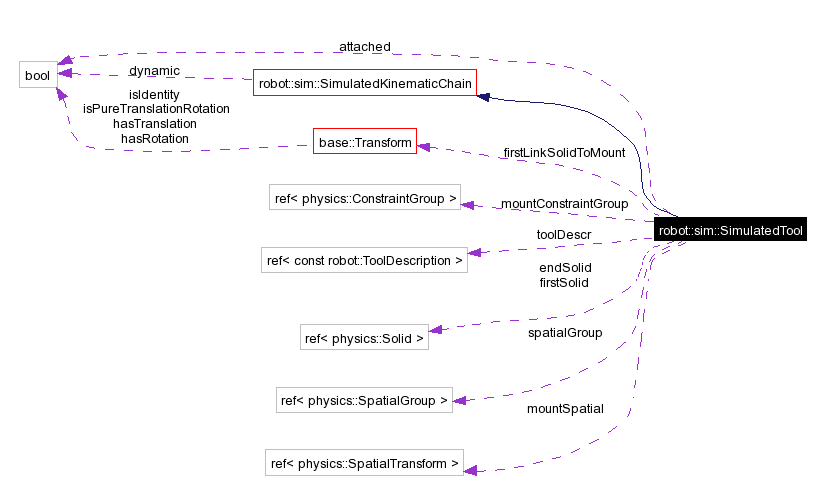 attached
bool
dynamic
robot::sim::SimulatedKinematicChain
isIdentity
isPureTranslationRotation
hasTranslation
hasRotation
base::Transform
firstLinkSolidToMount
ref< physics::ConstraintGroup >
mountConstraintGroup
robot::sim::SimulatedTool
toolDescr
ref< const robot::ToolDescription >
endSolid
firstSolid
ref< physics::Solid >
spatialGroup
ref< physics::SpatialGroup >
mountSpatial
ref< physics::SpatialTransform >